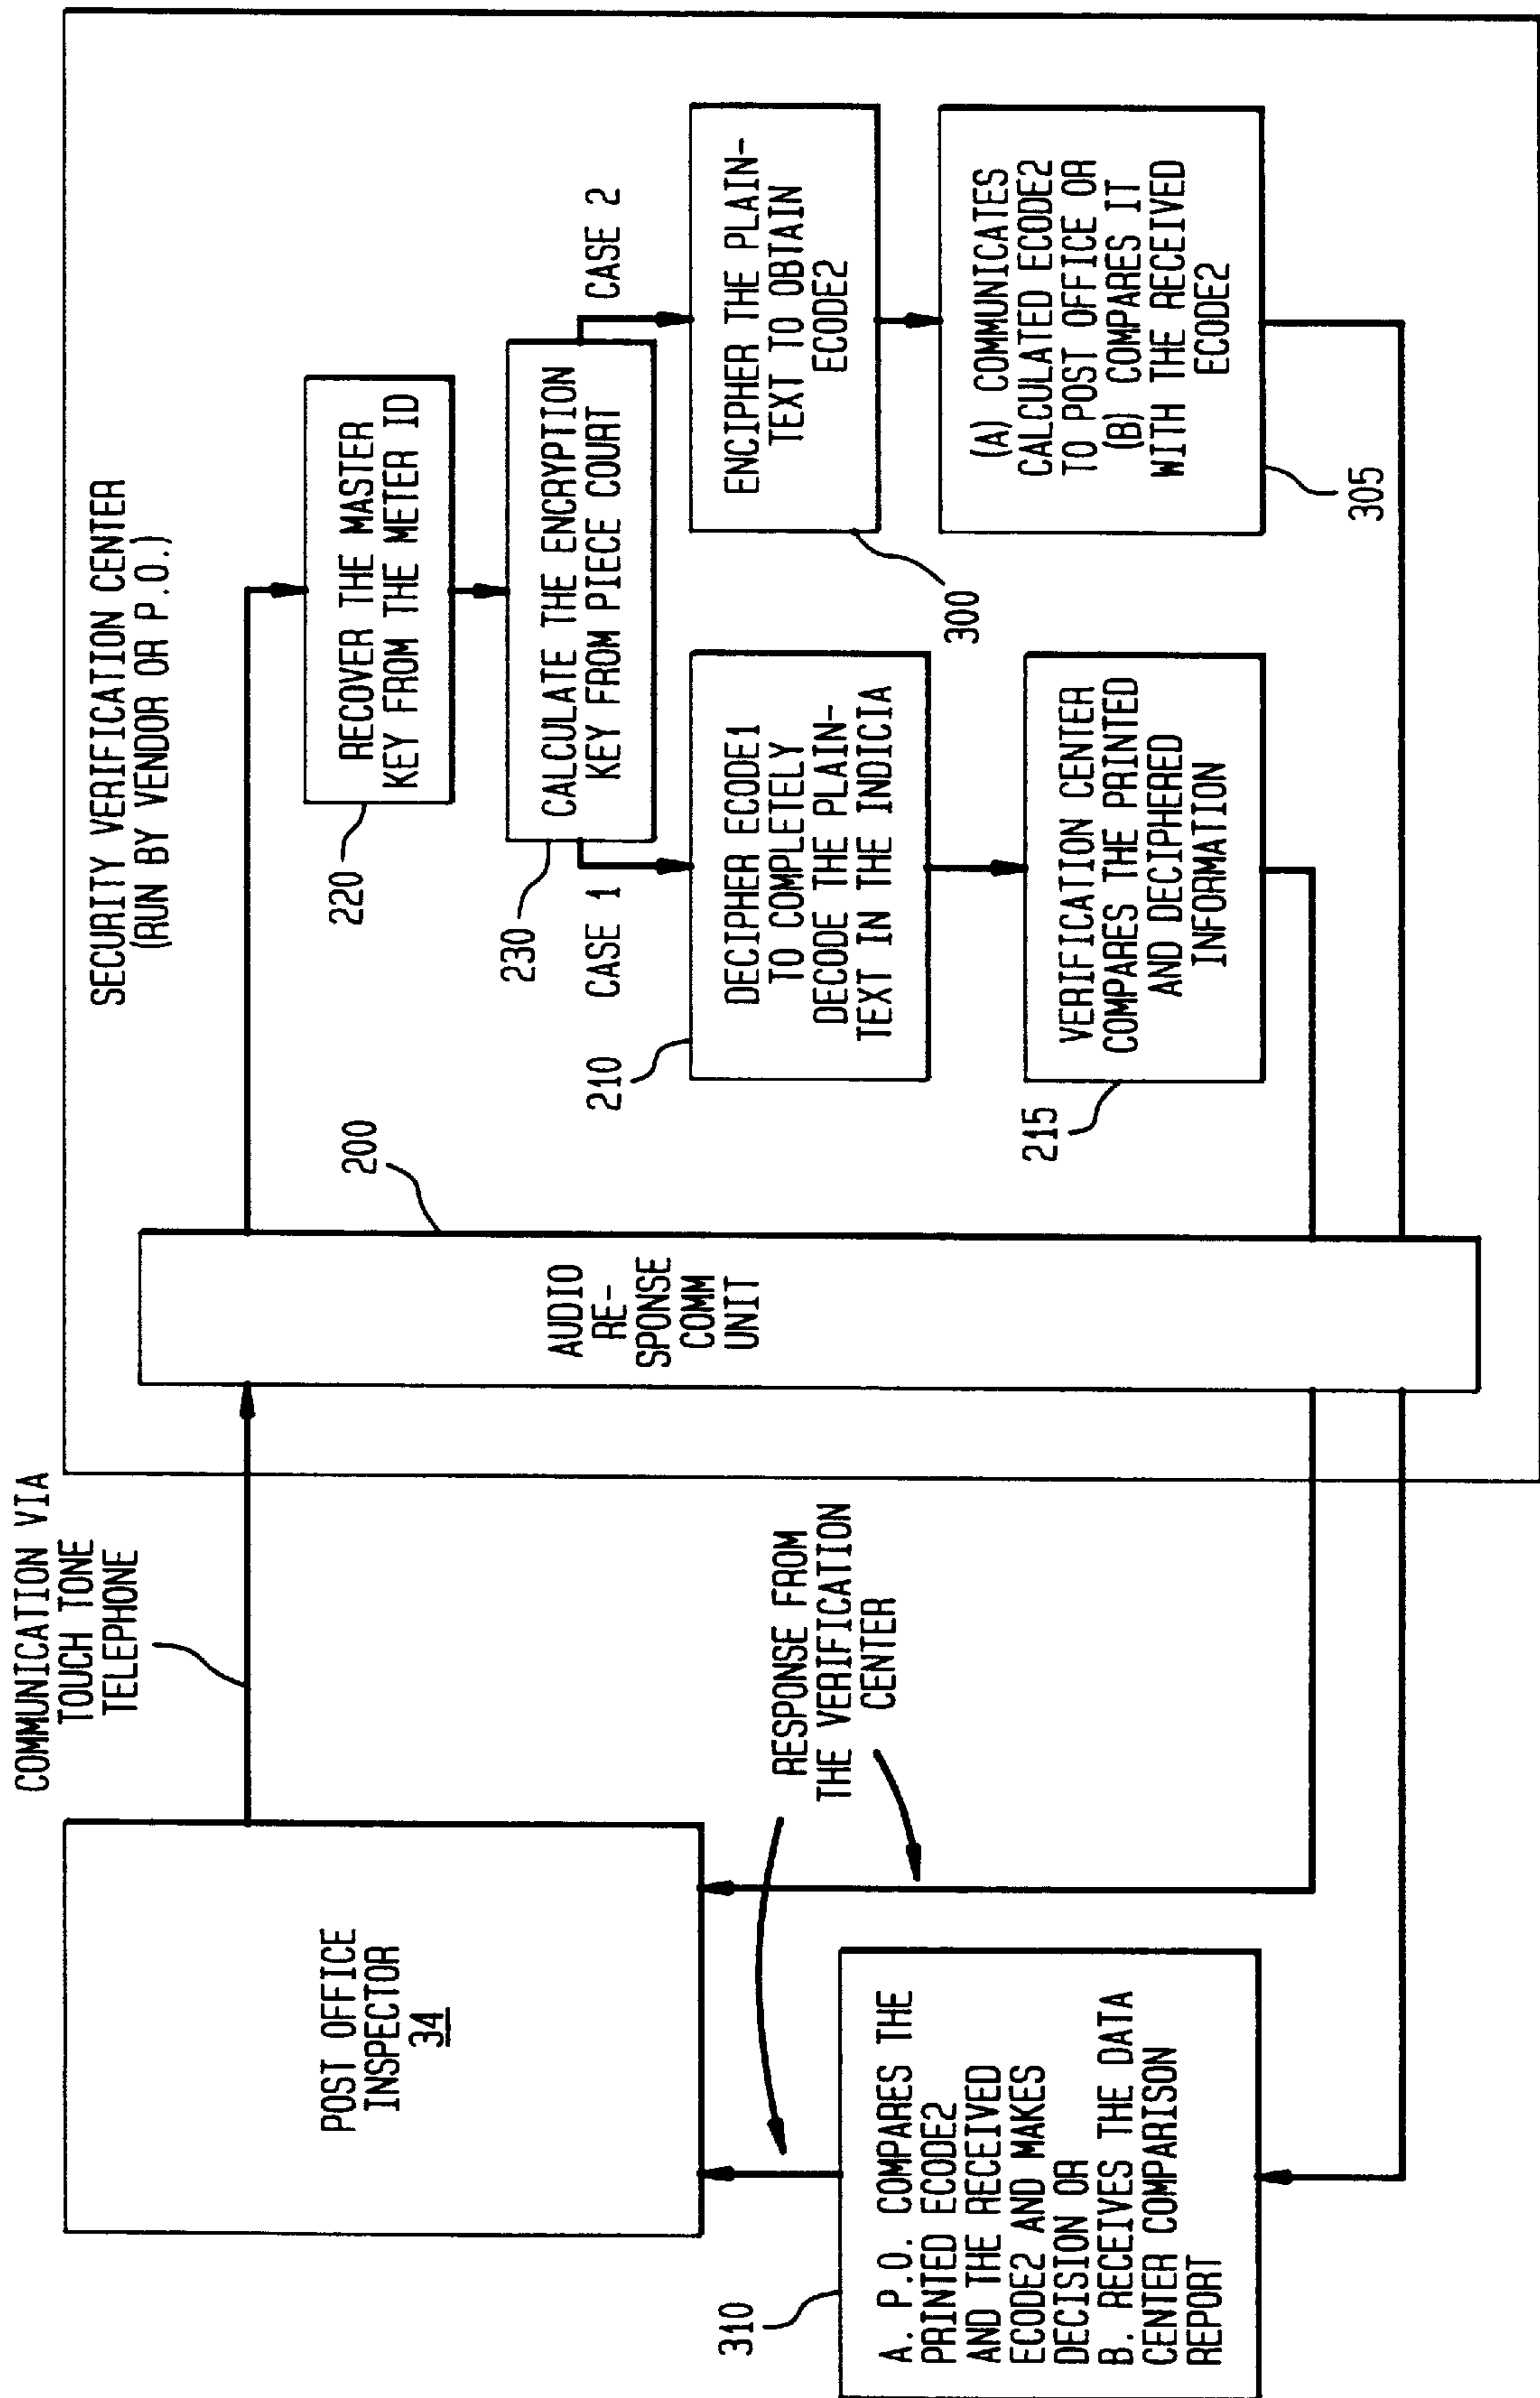 COMMUNICATION VIA
TOUCH TONE
TELEPHONE
SECURITY VERIFICATION CENTER
(RUN BY VENDOR OR P.O.)
POST OFFICE
INSPECTOR
34
AUDIO
RE-
SPONSE
COMM
UNIT
200
RECOVER THE MASTER
KEY FROM THE METER ID
220
CALCULATE THE ENCRYPTION
KEY FROM PIECE COURT
230
CASE 1
CASE 2
DECIPHER ECODE1
TO COMPLETELY
DECODE THE PLAIN-
TEXT IN THE INDICIA
210
ENCIPHER THE PLAIN-
TEXT TO OBTAIN
ECODE2
300
VERIFICATION CENTER
COMPARES THE PRINTED
AND DECIPHERED
INFORMATION
215
(A) COMMUNICATES
CALCULATED ECODE2
TO POST OFFICE OR
(B) COMPARES IT
WITH THE RECEIVED
ECODE2
305
RESPONSE FROM
THE VERIFICATION
CENTER
310
A. P.O. COMPARES THE
PRINTED ECODE2
AND THE RECEIVED
ECODE2 AND MAKES
DECISION OR
B. RECEIVES THE DATA
CENTER COMPARISON
REPORT